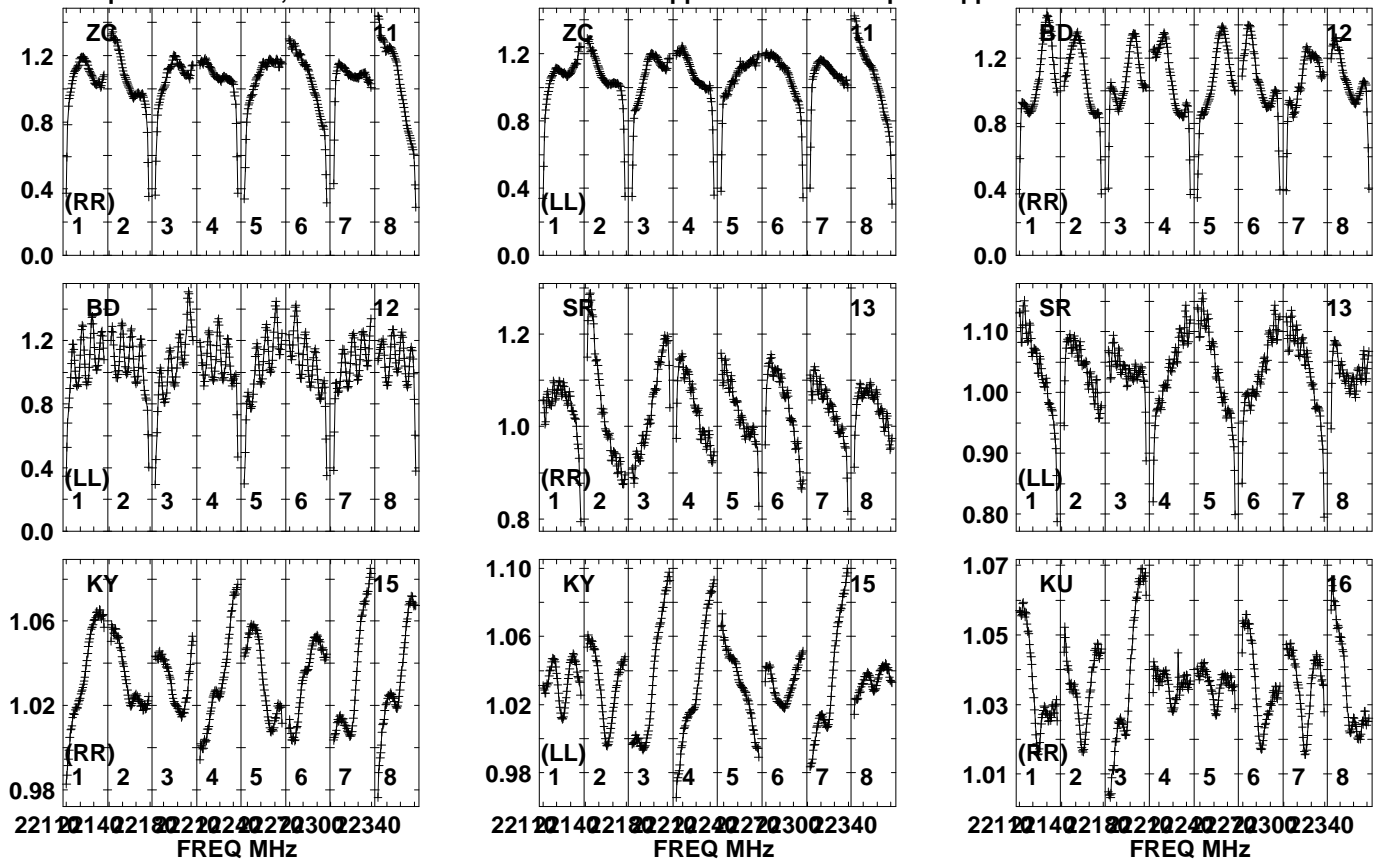 ZC 11
1.2
0.8
0.4
0.0
(RR)
1 2 3 4 5 6 7 8
ZC 11
1.2
0.8
0.4
0.0
(LL)
1 2 3 4 5 6 7 8
BD 12
1.2
0.8
0.4
0.0
(RR)
1 2 3 4 5 6 7 8
BD 12
1.2
0.8
0.4
0.0
(LL)
1 2 3 4 5 6 7 8
SR 13
1.2
1.0
0.8
(RR)
1 2 3 4 5 6 7 8
SR 13
1.10
1.00
0.90
0.80
(LL)
1 2 3 4 5 6 7 8
KY 15
1.06
1.02
0.98
(RR)
1 2 3 4 5 6 7 8
FREQ MHz
KY 15
1.10
1.06
1.02
0.98
(LL)
1 2 3 4 5 6 7 8
FREQ MHz
KU 16
1.07
1.05
1.03
1.01
(RR)
1 2 3 4 5 6 7 8
FREQ MHz